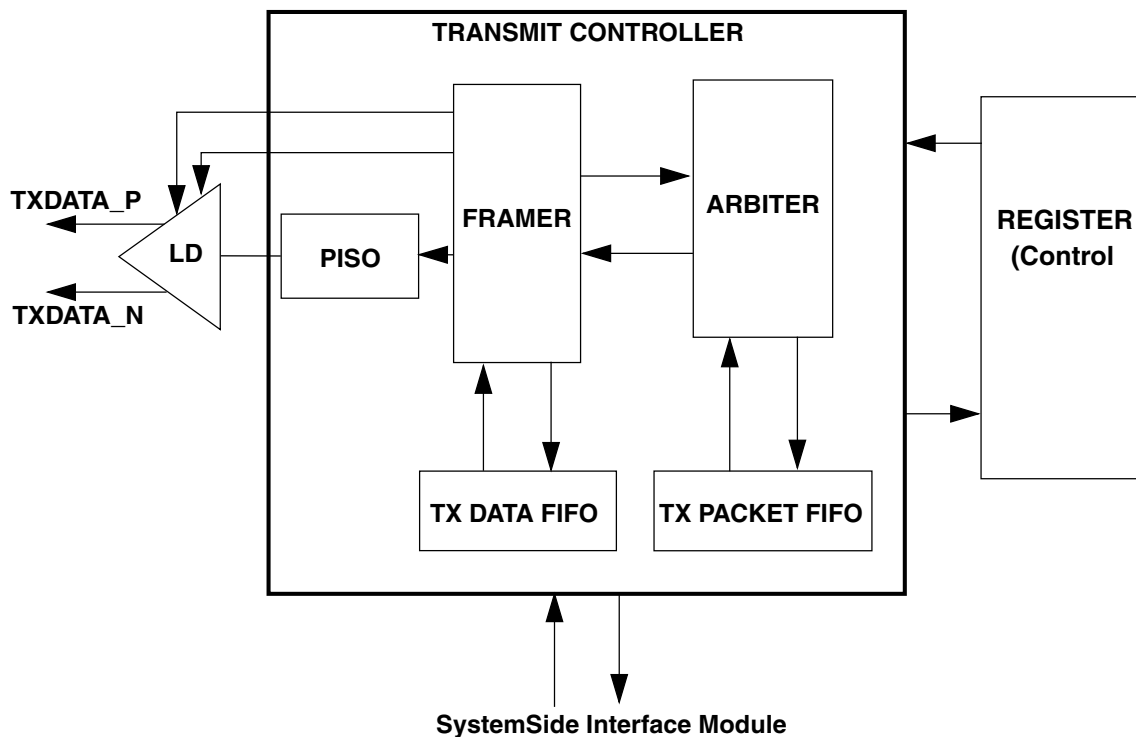 TRANSMIT CONTROLLER
TXDATA_P
LD
TXDATA_N
PISO
FRAMER
ARBITER
REGISTER
(Control
TX DATA FIFO
TX PACKET FIFO
SystemSide Interface Module